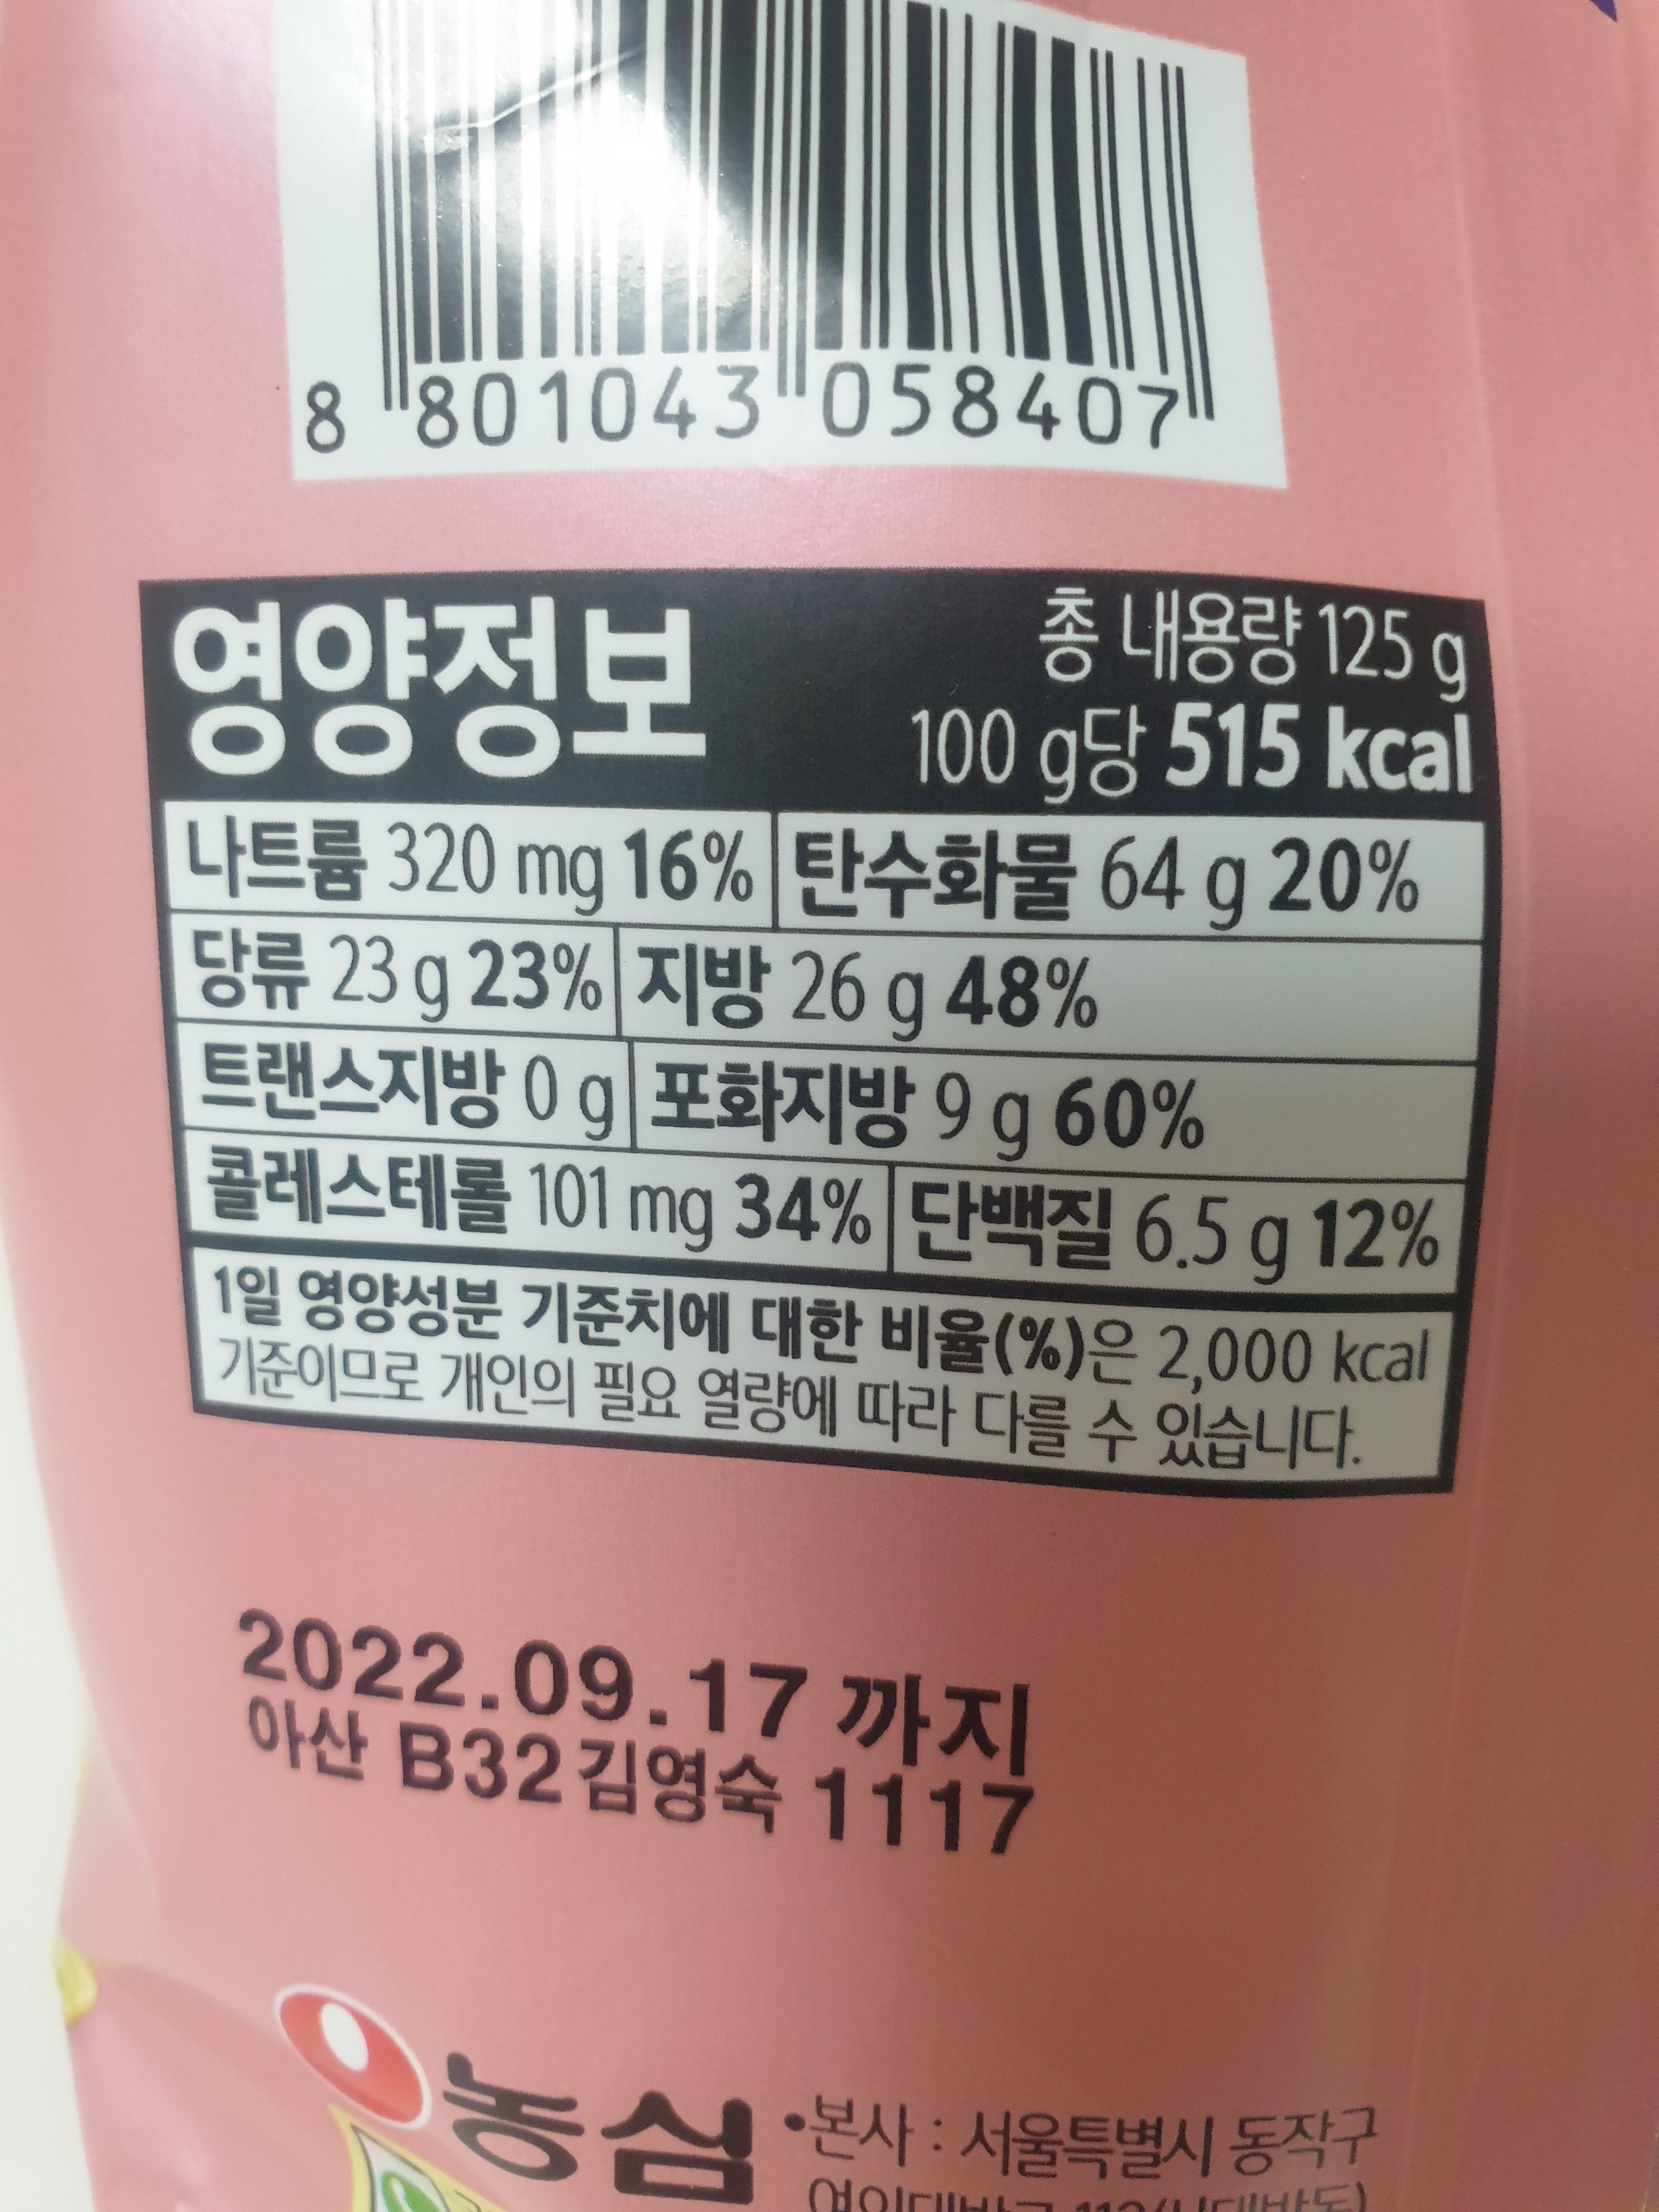 8 801043 058407
영양정보
총 내용량 125 g
100 g당 515 kcal
나트륨 320 mg 16% 탄수화물 64 g 20%
당류 23 g 23% 지방 26 g 48%
트랜스지방 0 g 포화지방 9 g 60%
콜레스테롤 101 mg 34% 단백질 6.5 g 12%
1일 영양성분 기준치에 대한 비율(%)은 2,000 kcal
기준이므로 개인의 필요 열량에 따라 다를 수 있습니다.
2022.09.17 까지
아산 B32김영숙 1117
농심
•본사 : 서울특별시 동작구